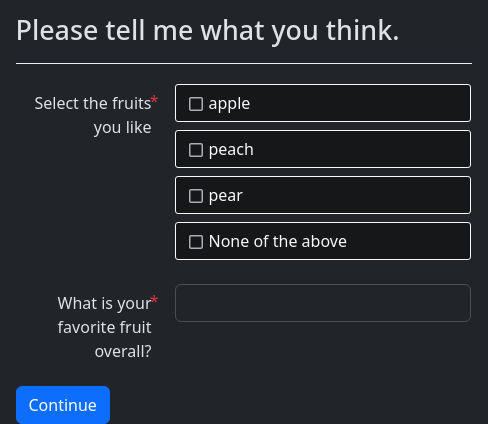 Please tell me what you think.
Select the fruits*
you like
apple
peach
pear
None of the above
What is your*
favorite fruit
overall?
Continue